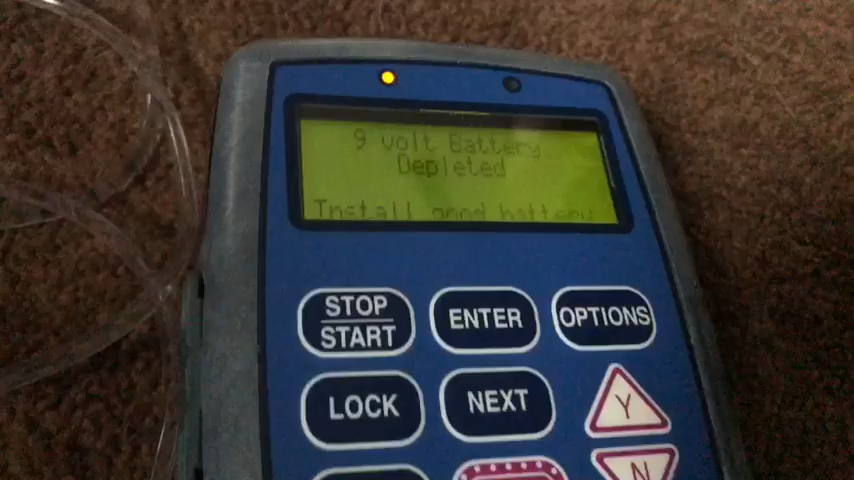 9 volt Battery
Depleted
Install good battery
STOP
START
ENTER
OPTIONS
LOCK
NEXT
Y
N